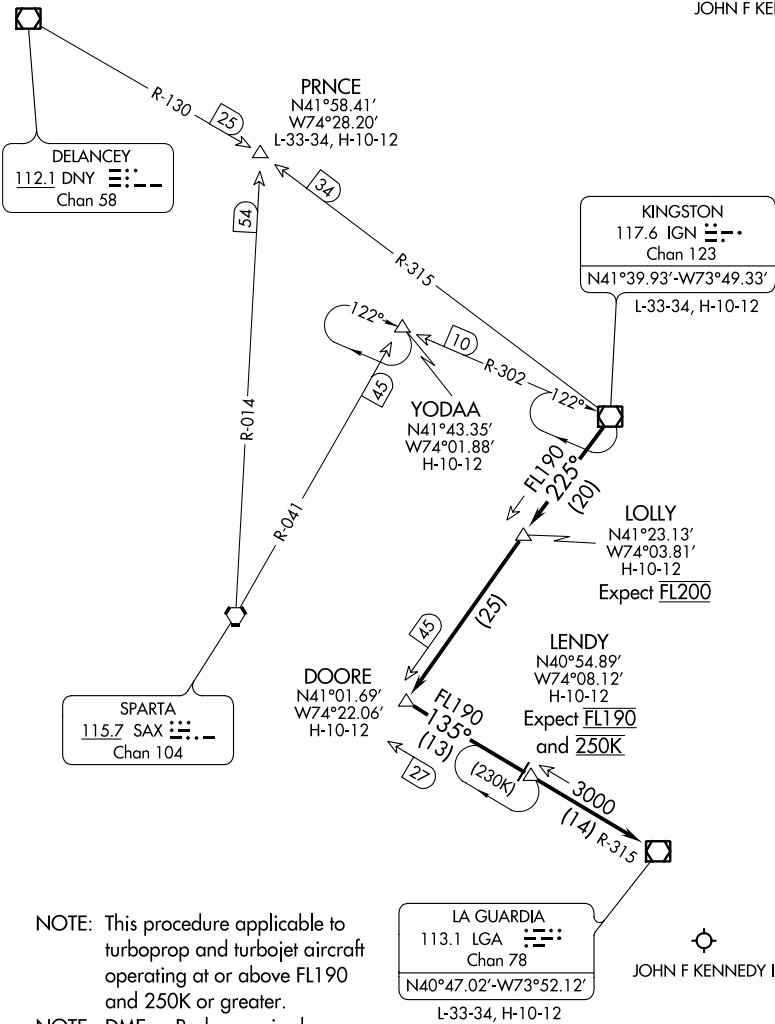 JOHN F KE
R-130
25
PRNCE
N41°58.41'
W74°28.20'
L-33-34, H-10-12
DELANCEY
112.1 DNY
Chan 58
34
54
R-315
KINGSTON
117.6 IGN
Chan 123
N41°39.93'-W73°49.33'
L-33-34, H-10-12
122°
10
R-302
122°
45
YODAA
N41°43.35'
W74°01.88'
H-10-12
R-014
R-041
FL190
225°
(20)
LOLLY
N41°23.13'
W74°03.81'
H-10-12
Expect FL200
(25)
45
DOORE
N41°01.69'
W74°22.06'
H-10-12
LENDY
N40°54.89'
W74°08.12'
H-10-12
Expect FL190
and 250K
SPARTA
115.7 SAX
Chan 104
FL190
135°
(13)
27
(230K)
3000
(14) R-315
NOTE: This procedure applicable to
turboprop and turbojet aircraft
operating at or above FL190
and 250K or greater.
LA GUARDIA
113.1 LGA
Chan 78
N40°47.02'-W73°52.12'
L-33-34, H-10-12
JOHN F KENNEDY I